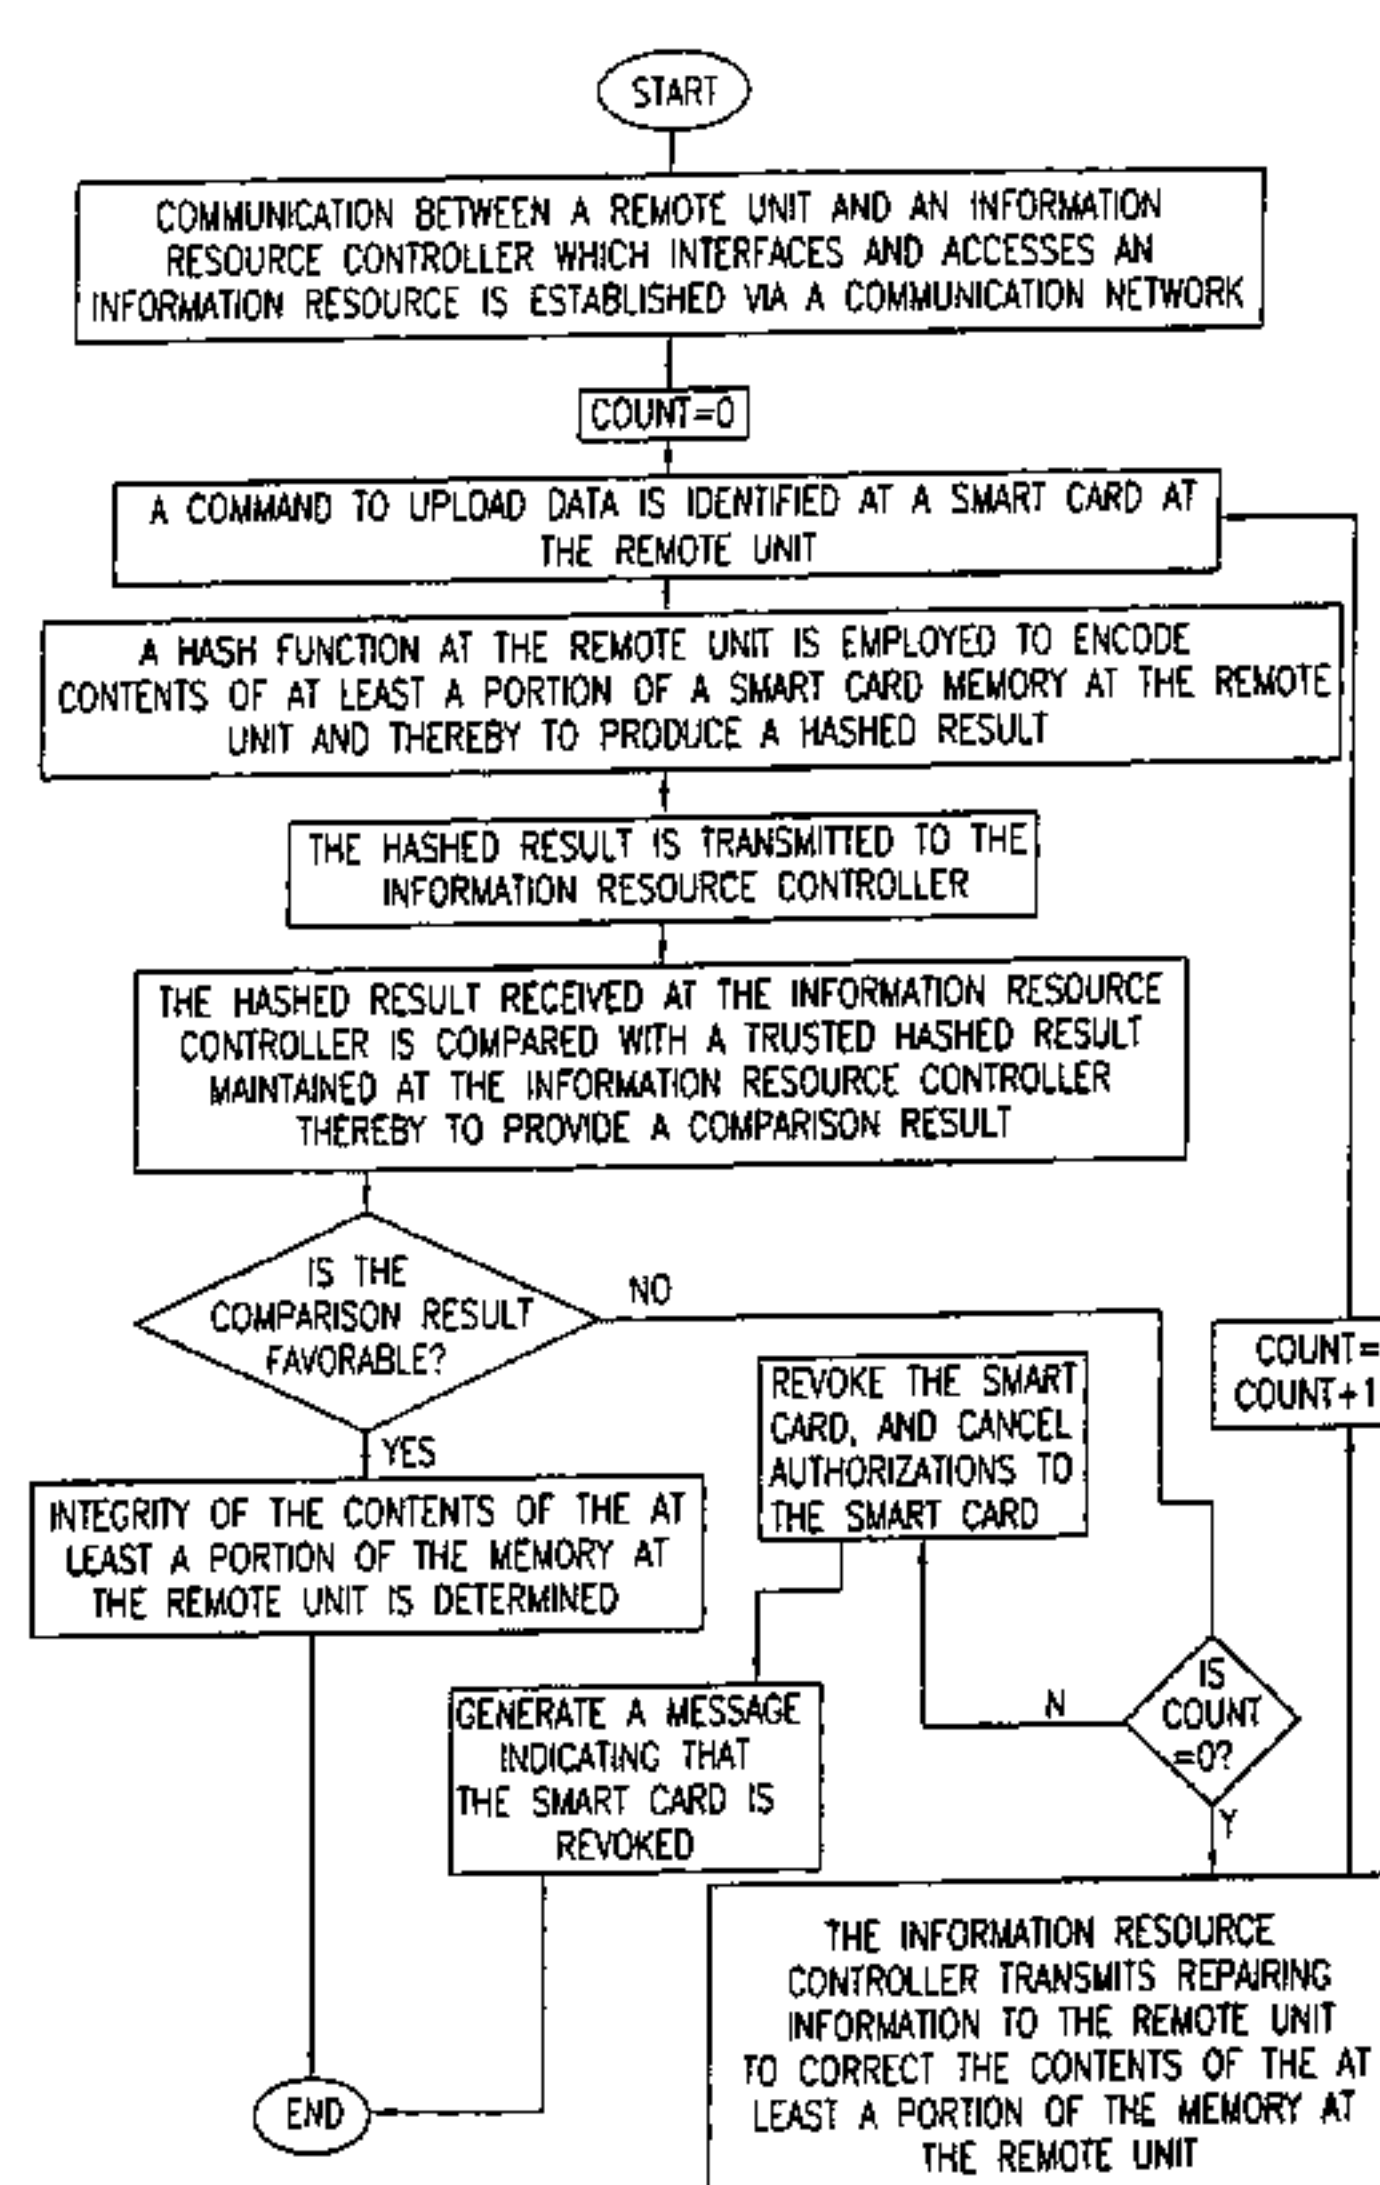 START
COMMUNICATION BETWEEN A REMOTE UNIT AND AN INFORMATION
RESOURCE CONTROLLER WHICH INTERFACES AND ACCESSES AN
INFORMATION RESOURCE IS ESTABLISHED VIA A COMMUNICATION NETWORK
COUNT=0
A COMMAND TO UPLOAD DATA IS IDENTIFIED AT A SMART CARD AT
THE REMOTE UNIT
A HASH FUNCTION AT THE REMOTE UNIT IS EMPLOYED TO ENCODE
CONTENTS OF AT LEAST A PORTION OF A SMART CARD MEMORY AT THE REMOTE
UNIT AND THEREBY TO PRODUCE A HASHED RESULT
THE HASHED RESULT IS TRANSMITTED TO THE
INFORMATION RESOURCE CONTROLLER
THE HASHED RESULT RECEIVED AT THE INFORMATION RESOURCE
CONTROLLER IS COMPARED WITH A TRUSTED HASHED RESULT
MAINTAINED AT THE INFORMATION RESOURCE CONTROLLER
THEREBY TO PROVIDE A COMPARISON RESULT
IS THE
COMPARISON RESULT
FAVORABLE?
NO
YES
COUNT=
COUNT+1
REVOKE THE SMART
CARD, AND CANCEL
AUTHORIZATIONS TO
THE SMART CARD
INTEGRITY OF THE CONTENTS OF THE AT
LEAST A PORTION OF THE MEMORY AT
THE REMOTE UNIT IS DETERMINED
IS
COUNT
=0?
N
Y
GENERATE A MESSAGE
INDICATING THAT
THE SMART CARD IS
REVOKED
THE INFORMATION RESOURCE
CONTROLLER TRANSMITS REPAIRING
INFORMATION TO THE REMOTE UNIT
TO CORRECT THE CONTENTS OF THE AT
LEAST A PORTION OF THE MEMORY AT
THE REMOTE UNIT
END